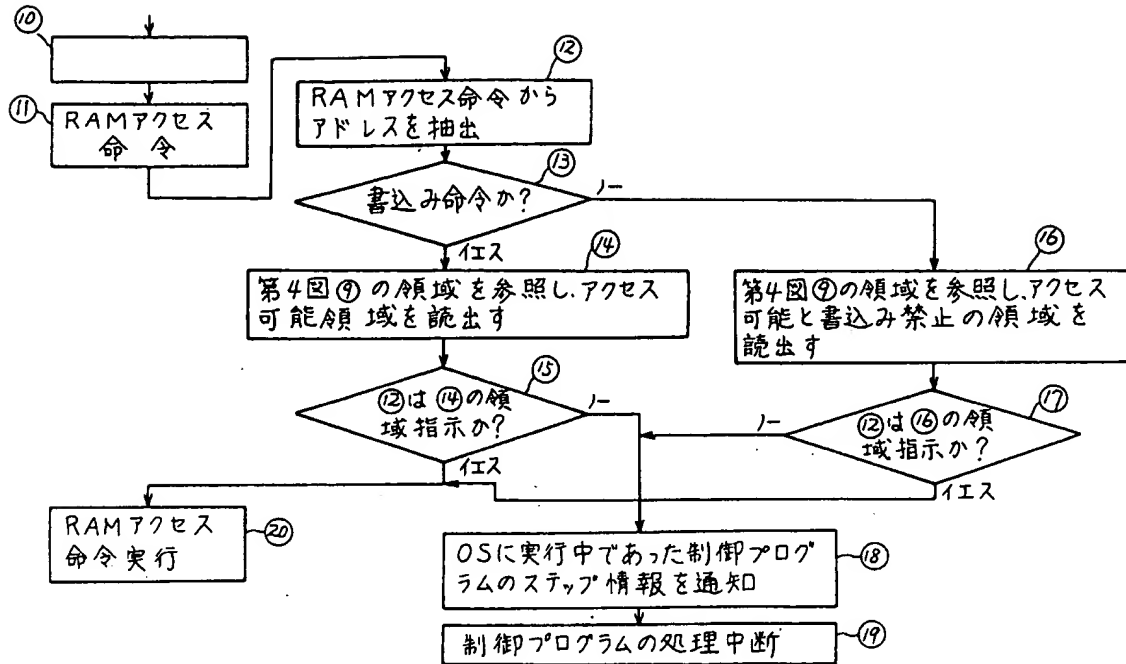 ⑩
⑪
RAMアクセス
命令
⑫
RAMアクセス命令から
アドレスを抽出
⑬
書込み命令か?
ノー
イエス
⑭
第4図⑨の領域を参照し、アクセス
可能領域を読出す
⑯
第4図⑨の領域を参照し、アクセス
可能と書込み禁止の領域を
読出す
⑮
⑫は⑭の領
域指示か?
ノー
イエス
⑰
⑫は⑯の領
域指示か?
ノー
イエス
RAMアクセス
命令実行
⑳
OSに実行中であった制御プログ
ラムのステップ情報を通知
⑱
制御プログラムの処理中断
⑲